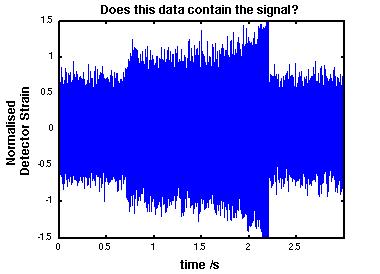 Does this data contain the signal?
1.5
1
0.5
0
-0.5
-1
-1.5
Normalised
Detector Strain
0 0.5 1 1.5 2 2.5
time /s